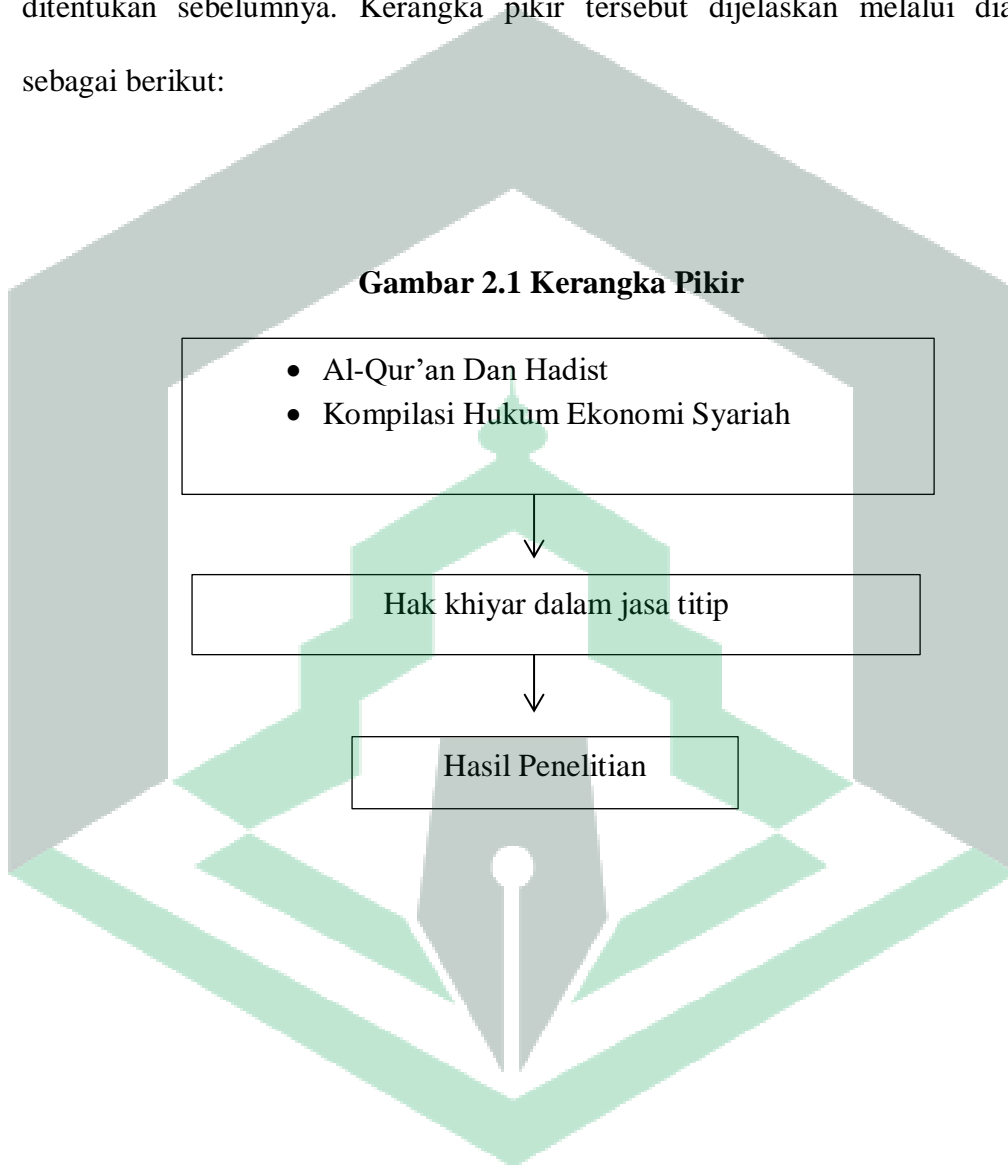 ditentukan sebelumnya. Kerangka pikir tersebut dijelaskan melalui
sebagai berikut:
Gambar 2.1 Kerangka Pikir
• Al-Qur’an Dan Hadist
• Kompilasi Hukum Ekonomi Syariah
Hak khiyar dalam jasa titip
Hasil Penelitian